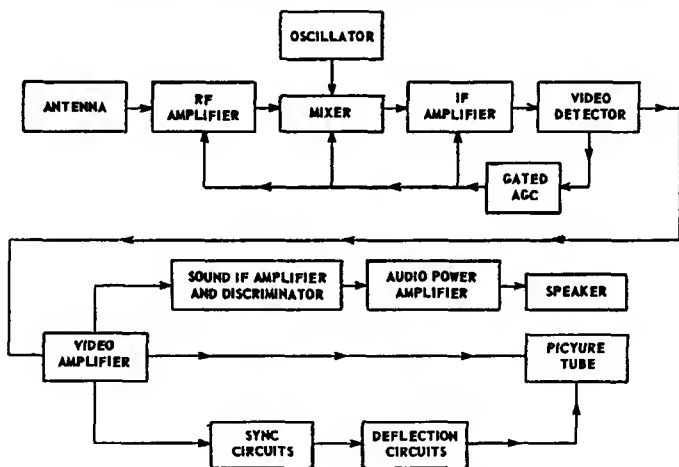 OSCILLATOR
ANTENNA
RF
AMPLIFIER
MIXER
IF
AMPLIFIER
VIDEO
DETECTOR
GATED
AGC
SOUND IF AMPLIFIER
AND DISCRIMINATOR
AUDIO POWER
AMPLIFIER
SPEAKER
VIDEO
AMPLIFIER
PICYURE
TUBE
SYNC
CIRCUITS
DEFLECTION
CIRCUITS